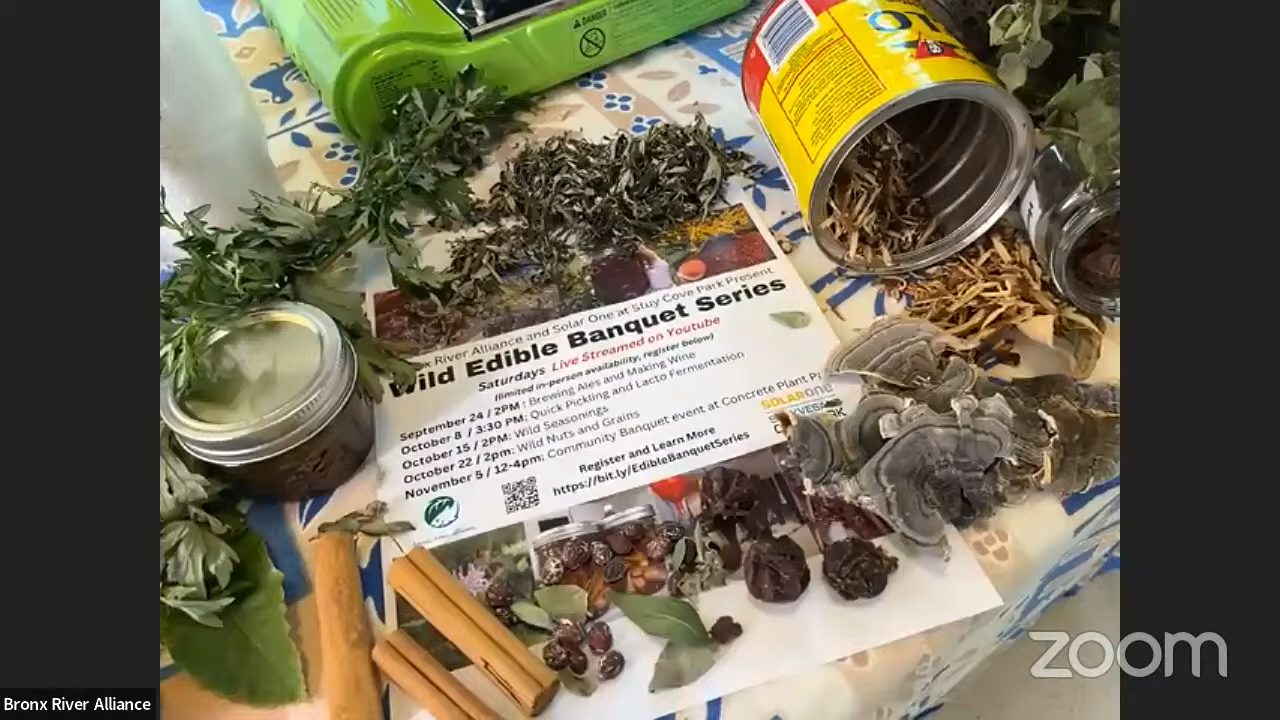 DANGER
Bronx River Alliance and Solar One at Stuy Cove Park Present
Wild Edible Banquet Series
Saturdays Live Streamed on Youtube
(limited in-person availability, register below)
September 24 / 2PM : Brewing Ales and Making Wine
October 8 / 3:30 PM: Quick Pickling and Lacto Fermentation
October 15 / 2PM: Wild Seasonings
October 22 / 2pm: Wild Nuts and Grains
November 5 / 12-4pm: Community Banquet event at Concrete Plant
SOLAR ONE
Register and Learn More
https://bit.ly/EdibleBanquetSeries
zoom
Bronx River Alliance